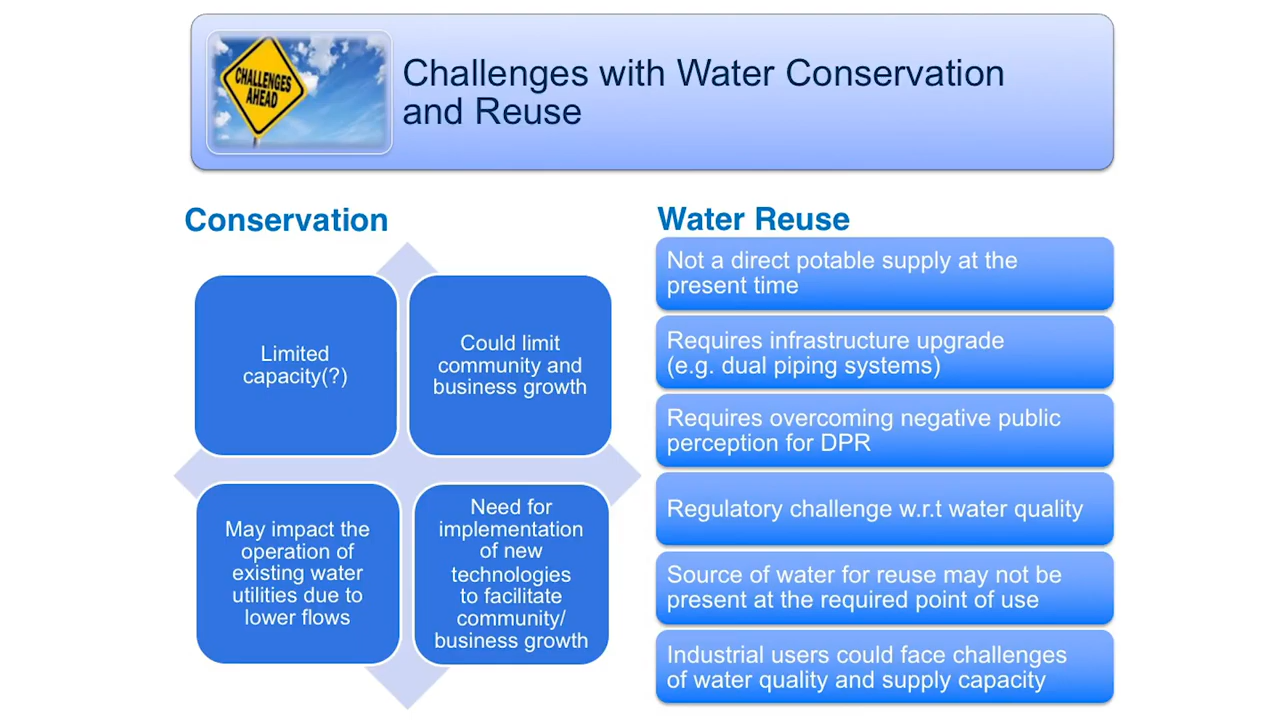 CHALLENGES
AHEAD
Challenges with Water Conservation
and Reuse
Conservation
Limited
capacity(?)
Could limit
community and
business growth
May impact the
operation of
existing water
utilities due to
lower flows
Need for
implementation
of new
technologies
to facilitate
community/
business growth
Water Reuse
Not a direct potable supply at the
present time
Requires infrastructure upgrade
(e.g. dual piping systems)
Requires overcoming negative public
perception for DPR
Regulatory challenge w.r.t water quality
Source of water for reuse may not be
present at the required point of use
Industrial users could face challenges
of water quality and supply capacity